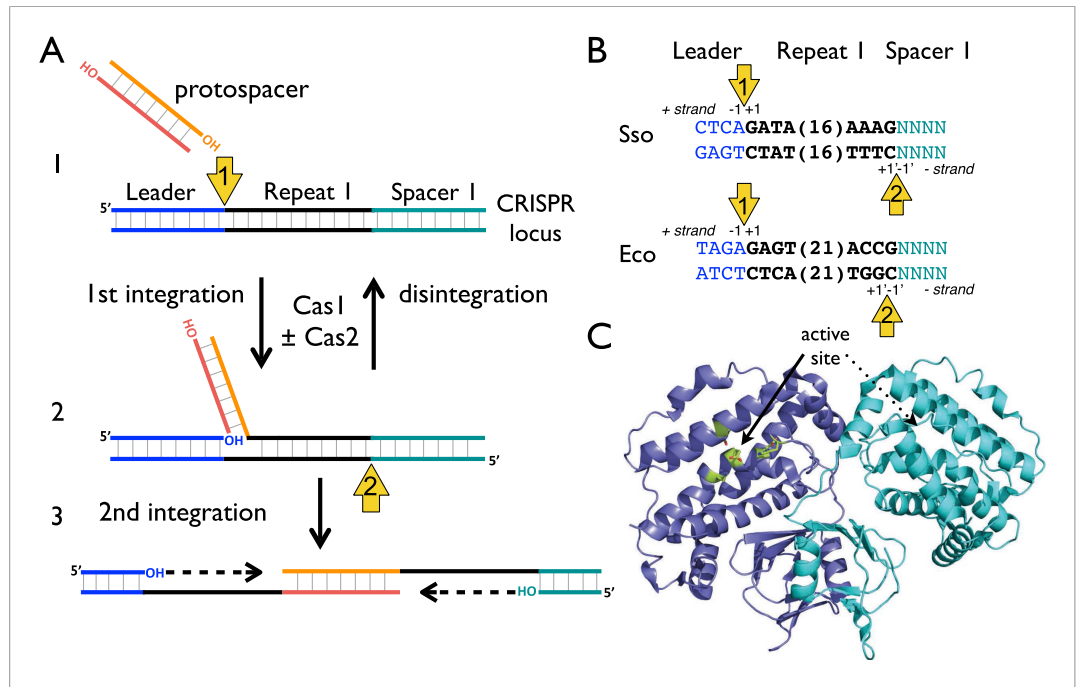 A
HO
protospacer
OH
1
1
Leader
Repeat 1
Spacer 1
5′
CRISPR
locus
1st integration
Cas1
± Cas2
disintegration
HO
2
5′
OH
5′
2
3
2nd integration
5′
OH
HO
5′
B
Leader
Repeat 1
Spacer 1
1
+ strand
-1 +1
Sso
CTCAGATA(16)AAAGNNNN
GAGTCTAT(16)TTTCNNNN
+1′-1′
- strand
2
1
+ strand
-1 +1
Eco
TAGAGAGT(21)ACCGNNNN
ATCTCTCA(21)TGGCNNNN
+1′-1′
- strand
2
C
active
site